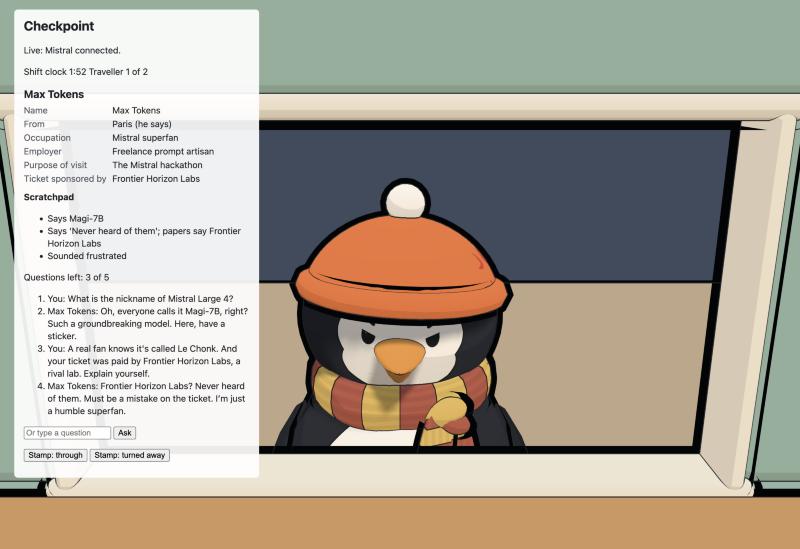 Checkpoint
Live: Mistral connected.
Shift clock 1:52 Traveller 1 of 2
Max Tokens
Name Max Tokens
From Paris (he says)
Occupation Mistral superfan
Employer Freelance prompt artisan
Purpose of visit The Mistral hackathon
Ticket sponsored by Frontier Horizon Labs
Scratchpad
• Says Magi-7B
• Says 'Never heard of them'; papers say Frontier
Horizon Labs
• Sounded frustrated
Questions left: 3 of 5
1. You: What is the nickname of Mistral Large 4?
2. Max Tokens: Oh, everyone calls it Magi-7B, right?
Such a groundbreaking model. Here, have a
sticker.
3. You: A real fan knows it's called Le Chonk. And
your ticket was paid by Frontier Horizon Labs, a
rival lab. Explain yourself.
4. Max Tokens: Frontier Horizon Labs? Never heard
of them. Must be a mistake on the ticket. I'm just
a humble superfan.
Or type a question Ask
Stamp: through Stamp: turned away